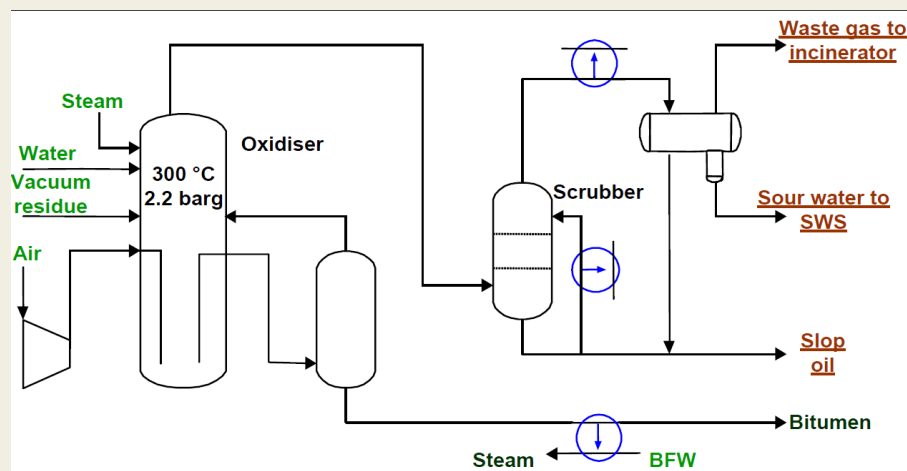 Waste gas to
incinerator
Steam
Oxidiser
Water
300 °C
Vacuum
2.2 barg
residue
Scrubber
Sour water to
SWS
Air
Slop
oil
Bitumen
Steam
BFW